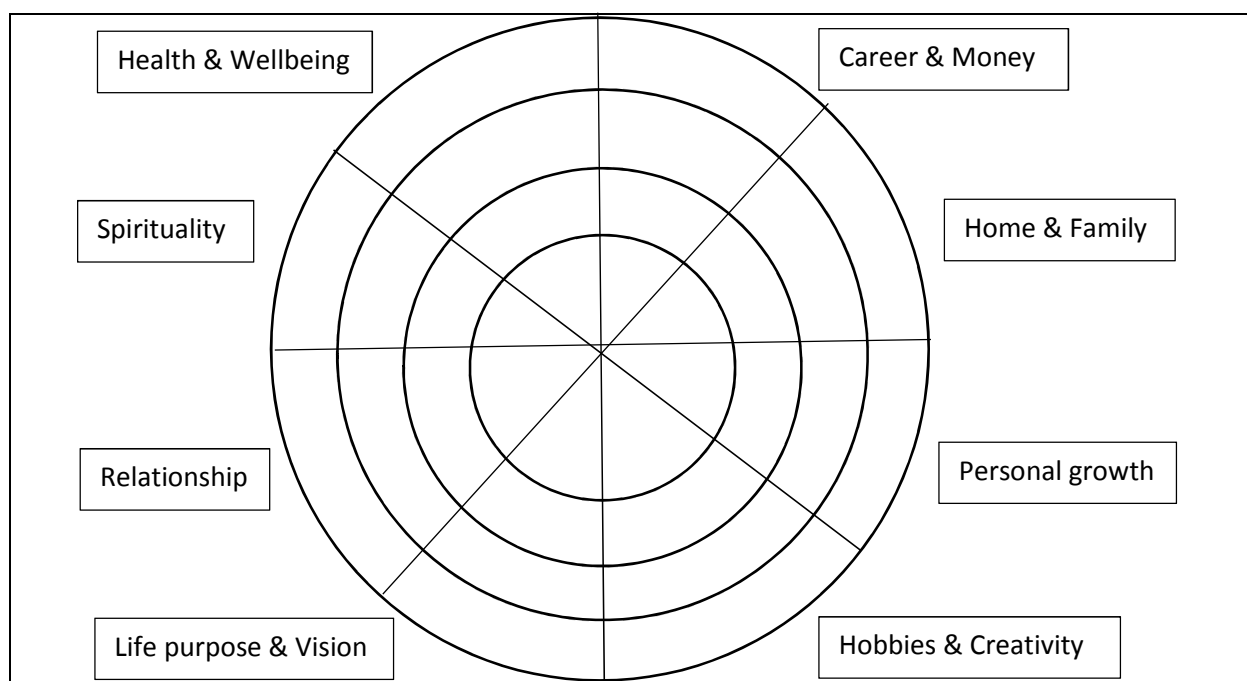 Health & Wellbeing
Career & Money
Spirituality
Home & Family
Relationship
Personal growth
Life purpose & Vision
Hobbies & Creativity